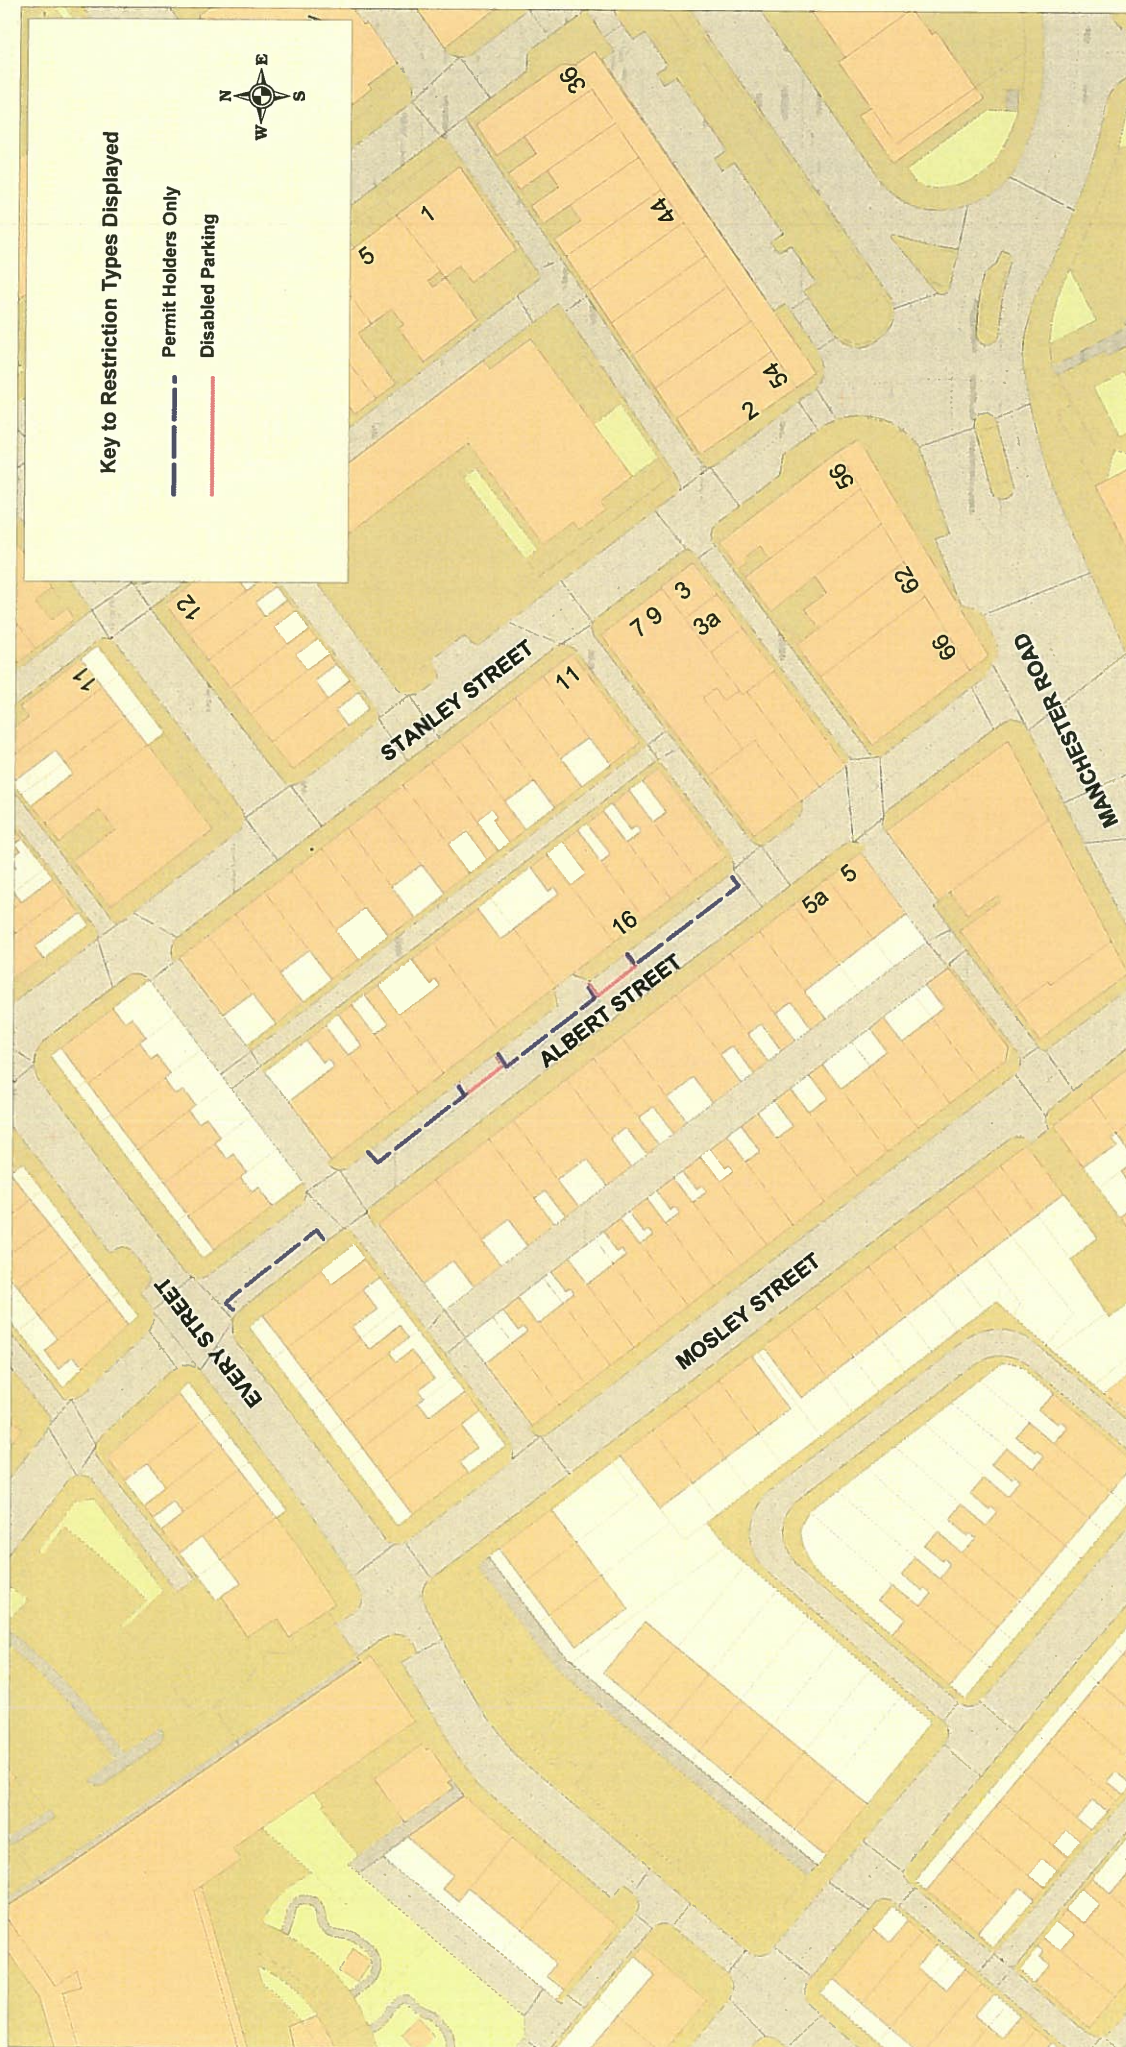 Key to Restriction Types Displayed
Permit Holders Only
Disabled Parking
N
W
E
S
36
44
54
2
1
5
56
62
66
3
3a
7 9
11
12
11
STANLEY STREET
MANCHESTER ROAD
5
5a
16
ALBERT STREET
MOSLEY STREET
EVERY STREET